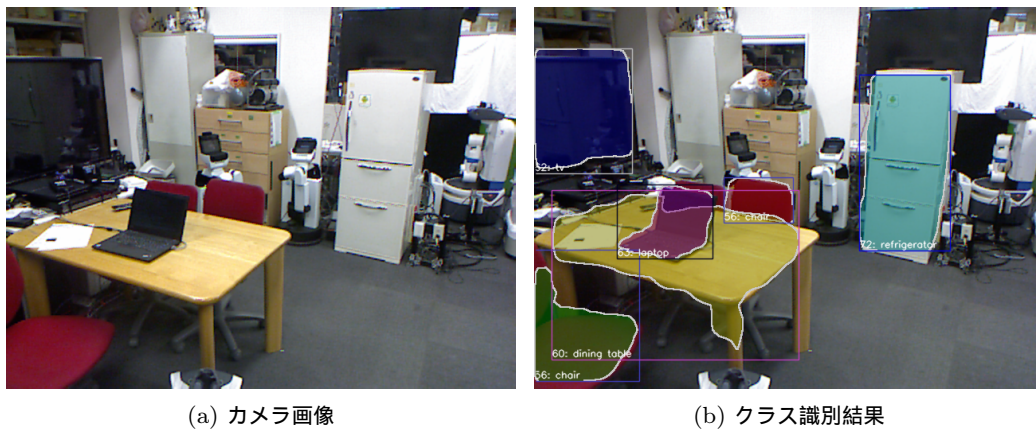 62: tv
56: chair
63: laptop
72: refrigerator
60: dining table
56: chair
(a) カメラ画像
(b) クラス識別結果